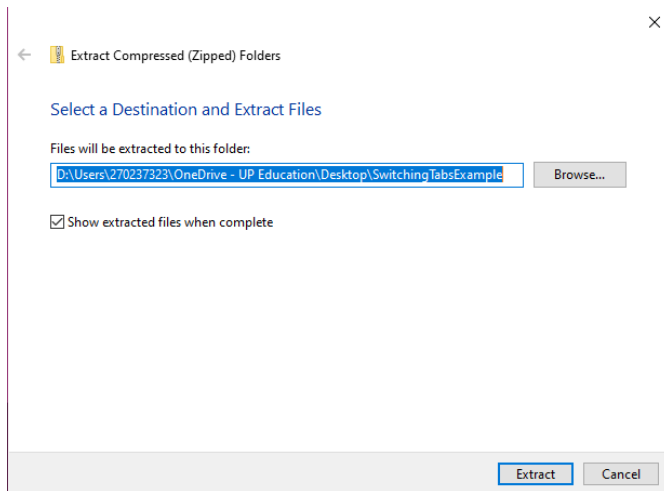 Extract Compressed (Zipped) Folders
Select a Destination and Extract Files
Files will be extracted to this folder:
D:\Users\270237323\OneDrive - UP Education\Desktop\SwitchingTabsExample
Browse...
Show extracted files when complete
Extract
Cancel